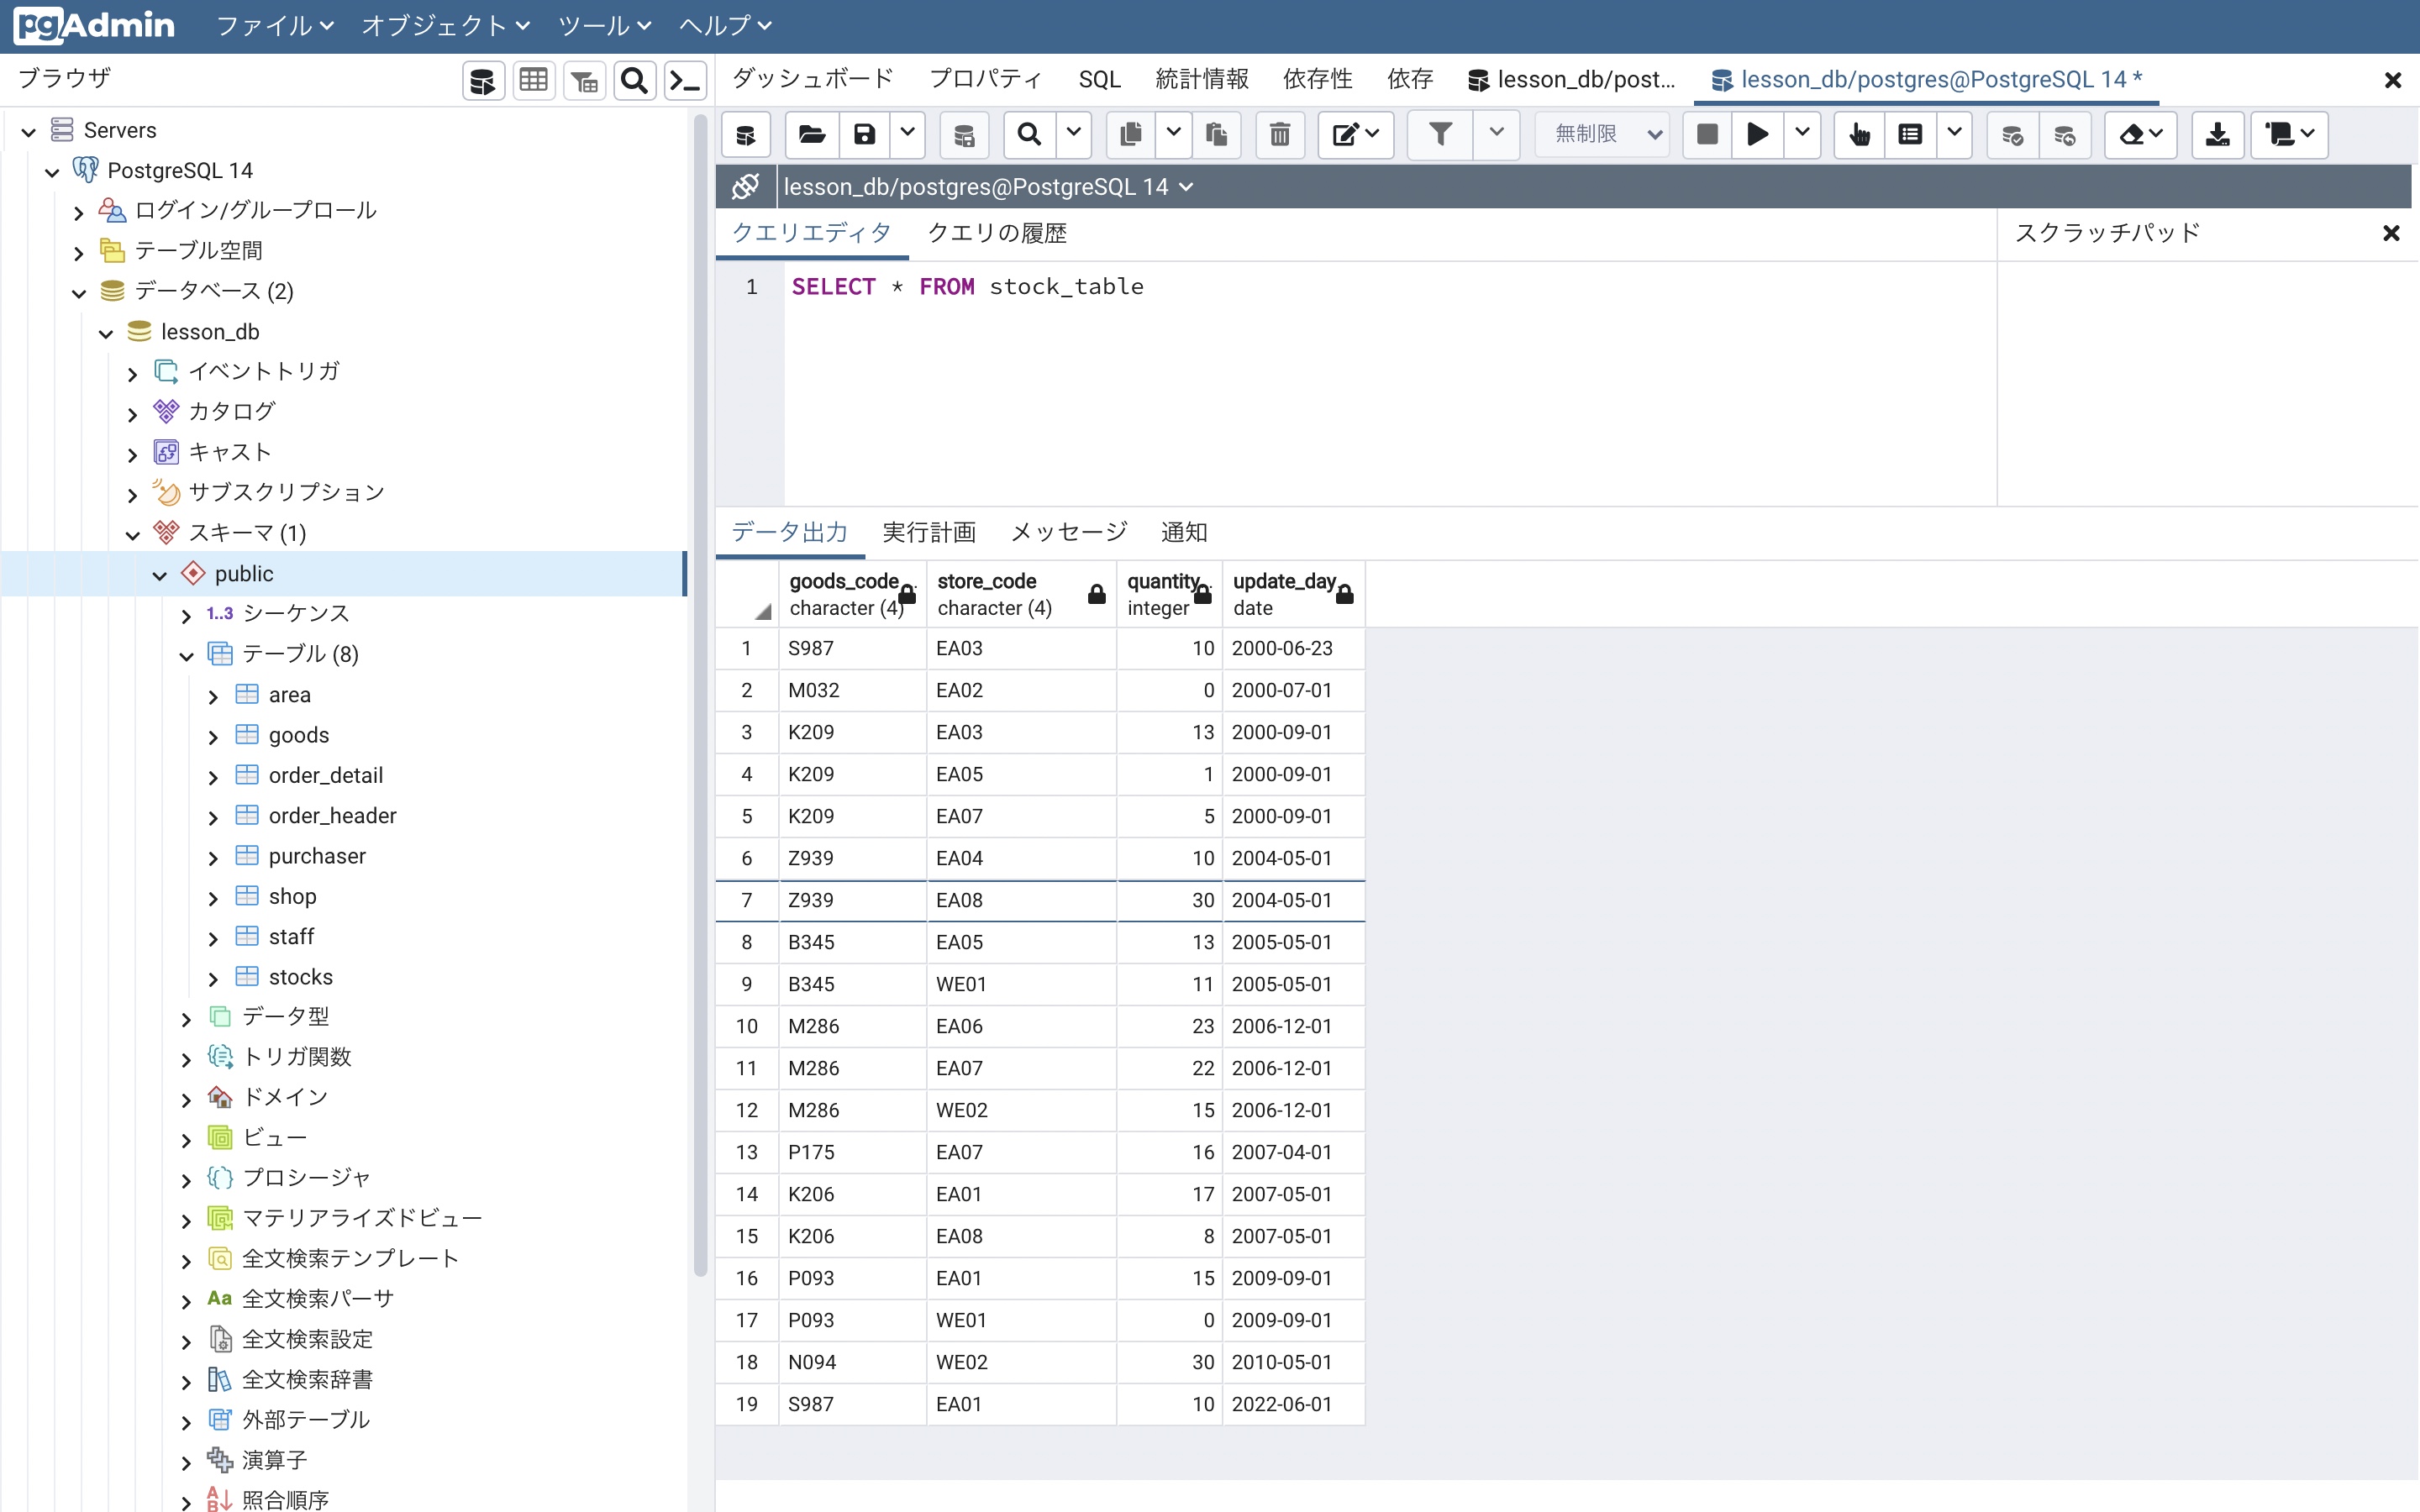 pgAdmin ファイル オブジェクト ツール ヘルプ
ブラウザ
ダッシュボード プロパティ SQL 統計情報 依存性 依存 lesson_db/post... lesson_db/postgres@PostgreSQL 14 *
Servers
PostgreSQL 14
ログイン/グループロール
テーブル空間
データベース (2)
lesson_db
イベントトリガ
カタログ
キャスト
サブスクリプション
スキーマ (1)
public
1..3 シーケンス
テーブル (8)
area
goods
order_detail
order_header
purchaser
shop
staff
stocks
データ型
トリガ関数
ドメイン
ビュー
プロシージャ
マテリアライズドビュー
全文検索テンプレート
Aa 全文検索パーサ
全文検索設定
全文検索辞書
外部テーブル
演算子
照合順序
無制限
lesson_db/postgres@PostgreSQL 14
クエリエディタ クエリの履歴
スクラッチパッド
1 SELECT * FROM stock_table
データ出力 実行計画 メッセージ 通知
goods_code store_code quantity update_day
character (4) character (4) integer date
1 S987 EA03 10 2000-06-23
2 M032 EA02 0 2000-07-01
3 K209 EA03 13 2000-09-01
4 K209 EA05 1 2000-09-01
5 K209 EA07 5 2000-09-01
6 Z939 EA04 10 2004-05-01
7 Z939 EA08 30 2004-05-01
8 B345 EA05 13 2005-05-01
9 B345 WE01 11 2005-05-01
10 M286 EA06 23 2006-12-01
11 M286 EA07 22 2006-12-01
12 M286 WE02 15 2006-12-01
13 P175 EA07 16 2007-04-01
14 K206 EA01 17 2007-05-01
15 K206 EA08 8 2007-05-01
16 P093 EA01 15 2009-09-01
17 P093 WE01 0 2009-09-01
18 N094 WE02 30 2010-05-01
19 S987 EA01 10 2022-06-01